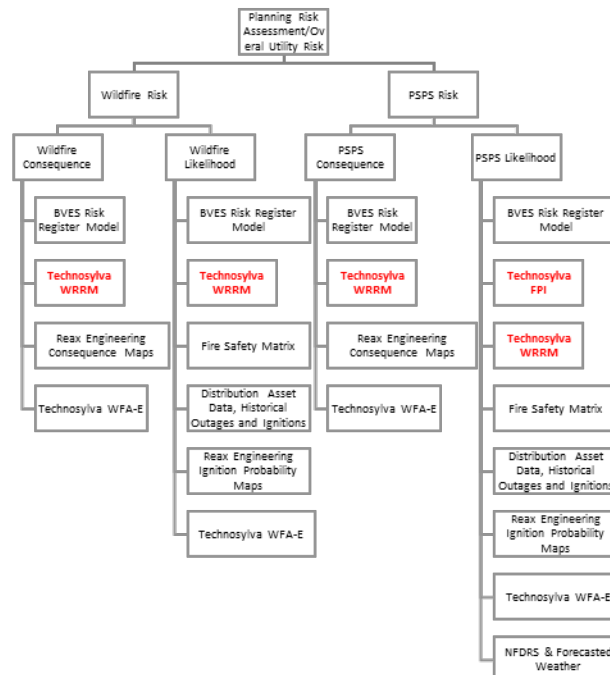 Planning Risk
Assessment/Ov
eral Utility Risk
Wildfire Risk
PSPS Risk
Wildfire
Consequence
Wildfire
Likelihood
PSPS
Consequence
PSPS Likelihood
BVES Risk
Register Model
Technosylva
WRRM
Reax Engineering
Consequence Maps
Technosylva WFA-E
BVES Risk Register
Model
Technosylva
WRRM
Fire Safety Matrix
Distribution Asset
Data, Historical
Outages and Ignitions
Reax Engineering
Ignition Probability
Maps
Technosylva WFA-E
BVES Risk
Register Model
Technosylva
WRRM
Reax Engineering
Consequence Maps
Technosylva WFA-E
BVES Risk Register
Model
Technosylva
FPI
Technosylva
WRRM
Fire Safety Matrix
Distribution Asset
Data, Historical
Outages and Ignitions
Reax Engineering
Ignition Probability
Maps
Technosylva WFA-E
NFDRS & Forecasted
Weather